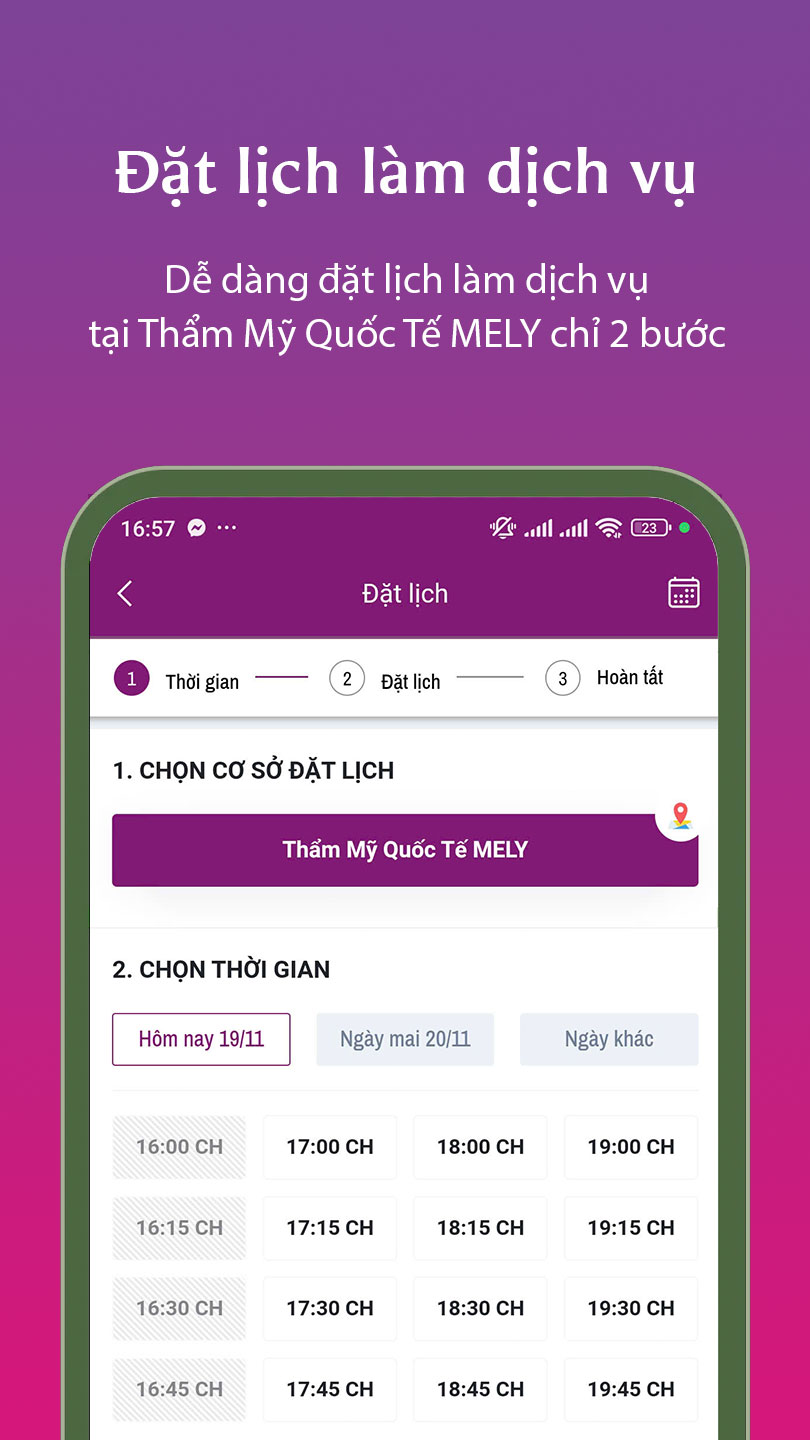 Đặt lịch làm dịch vụ
Dễ dàng đặt lịch làm dịch vụ
tại Thẩm Mỹ Quốc Tế MELY chỉ 2 bước
16:57 ... 23
Đặt lịch
1 Thời gian 2 Đặt lịch 3 Hoàn tất
1. CHỌN CƠ SỞ ĐẶT LỊCH
Thẩm Mỹ Quốc Tế MELY
2. CHỌN THỜI GIAN
Hôm nay 19/11 Ngày mai 20/11 Ngày khác
16:00 CH 17:00 CH 18:00 CH 19:00 CH
16:15 CH 17:15 CH 18:15 CH 19:15 CH
16:30 CH 17:30 CH 18:30 CH 19:30 CH
16:45 CH 17:45 CH 18:45 CH 19:45 CH